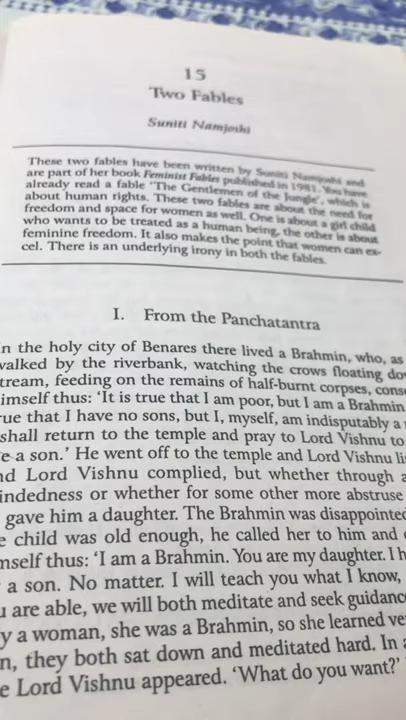 15
Two Fables
Suniti Namjoshi
These two fables have been written by Suniti Namjoshi and
are part of her book Feminist Fables published in 1981. You have
already read a fable 'The Gentlemen of the Jungle', which is
about human rights. These two fables are about the need for
freedom and space for women as well. One is about a girl child
who wants to be treated as a human being, the other is about
feminine freedom. It also makes the point that women can ex-
cel. There is an underlying irony in both the fables.
I. From the Panchatantra
n the holy city of Benares there lived a Brahmin, who, as
walked by the riverbank, watching the crows floating do
tream, feeding on the remains of half-burnt corpses, cons
imself thus: 'It is true that I am poor, but I am a Brahmin
rue that I have no sons, but I, myself, am indisputably a
shall return to the temple and pray to Lord Vishnu to
e a son.' He went off to the temple and Lord Vishnu li
nd Lord Vishnu complied, but whether through a
indedness or whether for some other more abstruse
gave him a daughter. The Brahmin was disappointed
e child was old enough, he called her to him and
mself thus: 'I am a Brahmin. You are my daughter. I h
a son. No matter. I will teach you what I know,
u are able, we will both meditate and seek guidanc
y a woman, she was a Brahmin, so she learned ve
n, they both sat down and meditated hard. In a
e Lord Vishnu appeared. 'What do you want?'